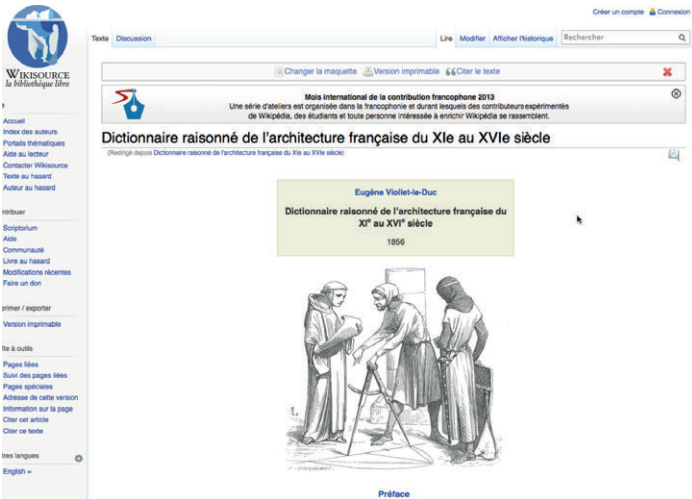 Créer un compte Connexion
Texte Discussion Lire Modifier Afficher l'historique Rechercher
WIKISOURCE
la bibliothèque libre
Changer la maquette Version imprimable Citer le texte
Mois international de la contribution francophone 2013
Une série d'ateliers est organisée dans la francophonie et durant lesquels des contributeurs expérimentés
de Wikipédia, des étudiants et toute personne intéressée à enrichir Wikipédia se rassemblent.
Dictionnaire raisonné de l'architecture française du XIe au XVIe siècle
(Redirigé depuis Dictionnaire raisonné de l'architecture française du XIe au XVIe siècle)
Accueil
Index des auteurs
Portails thématiques
Aide au lecteur
Contacter Wikisource
Texte au hasard
Auteur au hasard
ntribuer
Scriptorium
Aide
Communauté
Livre au hasard
Modifications récentes
Faire un don
primer / exporter
Version imprimable
îte à outils
Pages liées
Suivi des pages liées
Pages spéciales
Adresse de cette version
Information sur la page
Citer cet article
Citer ce texte
tres langues
English
Eugène Viollet-le-Duc
Dictionnaire raisonné de l'architecture française du
XIe au XVIe siècle
1856
Préface